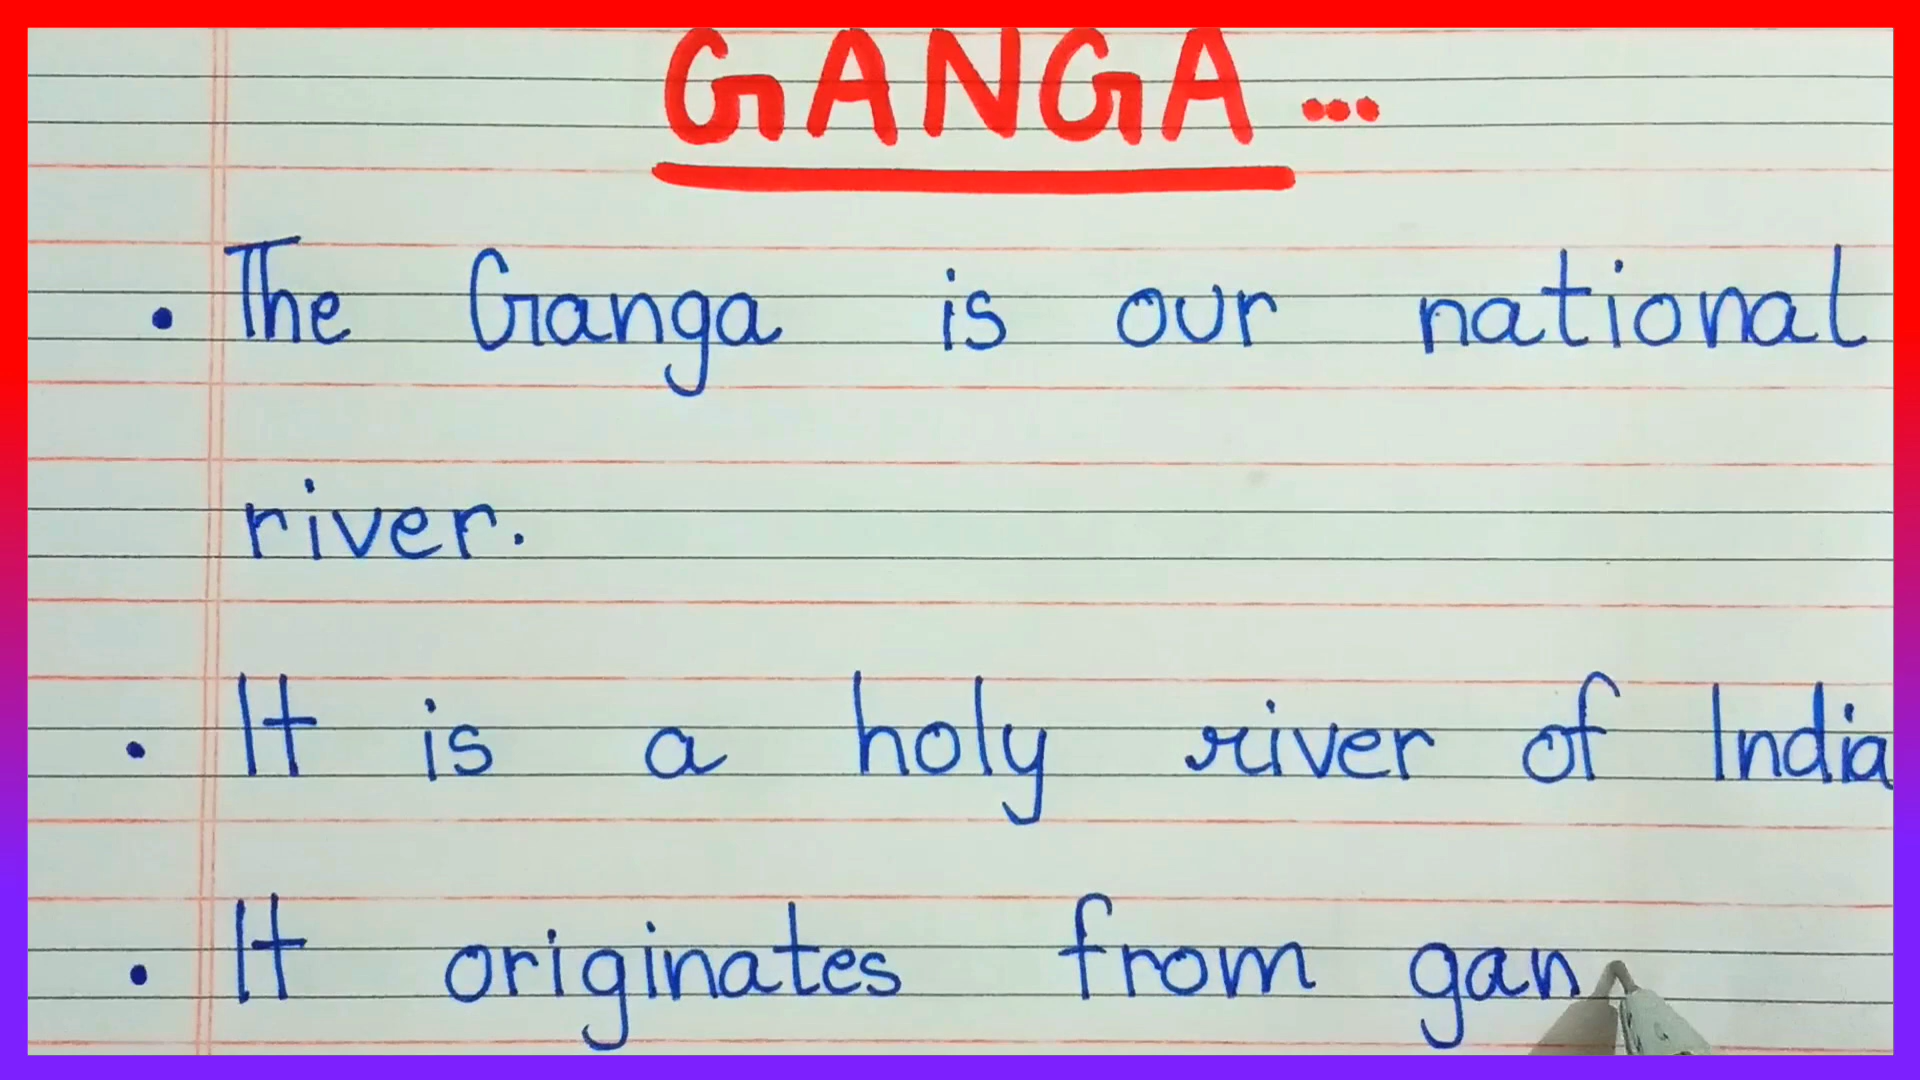 GANGA...
• The Ganga is our national
river.
• It is a holy river of India
• It originates from gan